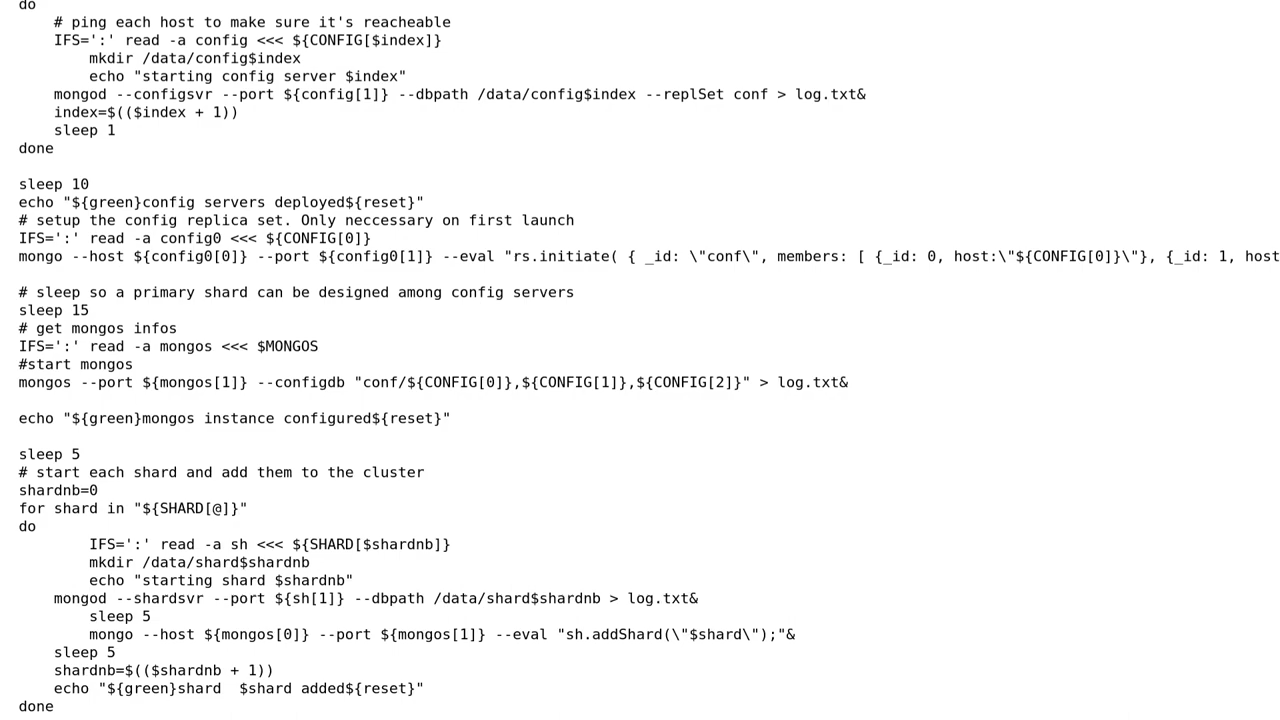 do
    # ping each host to make sure it's reacheable
    IFS=':' read -a config <<< ${CONFIG[$index]}
        mkdir /data/config$index
        echo "starting config server $index"
    mongod --configsvr --port ${config[1]} --dbpath /data/config$index --replSet conf > log.txt&
    index=$(($index + 1))
    sleep 1
done

sleep 10
echo "${green}config servers deployed${reset}"
# setup the config replica set. Only neccessary on first launch
IFS=':' read -a config0 <<< ${CONFIG[0]}
mongo --host ${config0[0]} --port ${config0[1]} --eval "rs.initiate( { _id: \"conf\", members: [ {_id: 0, host:\"${CONFIG[0]}\"}, {_id: 1, host

# sleep so a primary shard can be designed among config servers
sleep 15
# get mongos infos
IFS=':' read -a mongos <<< $MONGOS
#start mongos
mongos --port ${mongos[1]} --configdb "conf/${CONFIG[0]},${CONFIG[1]},${CONFIG[2]}" > log.txt&

echo "${green}mongos instance configured${reset}"

sleep 5
# start each shard and add them to the cluster
shardnb=0
for shard in "${SHARD[@]}"
do
        IFS=':' read -a sh <<< ${SHARD[$shardnb]}
        mkdir /data/shard$shardnb
        echo "starting shard $shardnb"
    mongod --shardsvr --port ${sh[1]} --dbpath /data/shard$shardnb > log.txt&
        sleep 5
        mongo --host ${mongos[0]} --port ${mongos[1]} --eval "sh.addShard(\"$shard\");"&
    sleep 5
    shardnb=$(($shardnb + 1))
    echo "${green}shard  $shard added${reset}"
done